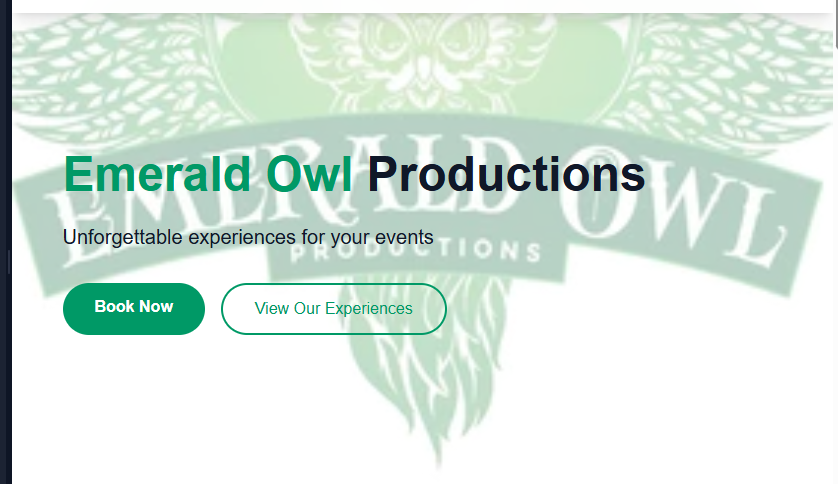 EMERALD OWL
Emerald Owl Productions
Unforgettable experiences for your events
PRODUCTIONS
Book Now
View Our Experiences